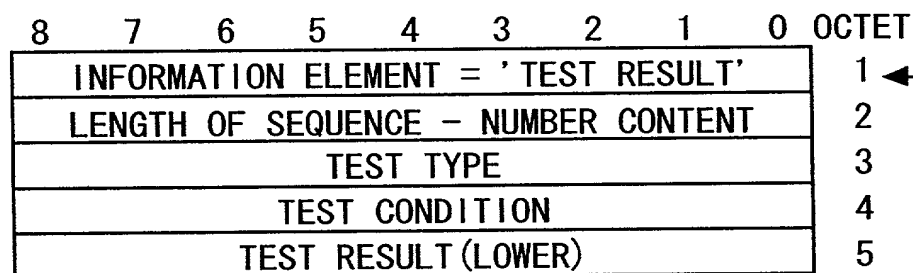 8 7 6 5 4 3 2 1 0 OCTET
INFORMATION ELEMENT = 'TEST RESULT' 1
LENGTH OF SEQUENCE - NUMBER CONTENT 2
TEST TYPE 3
TEST CONDITION 4
TEST RESULT(LOWER) 5